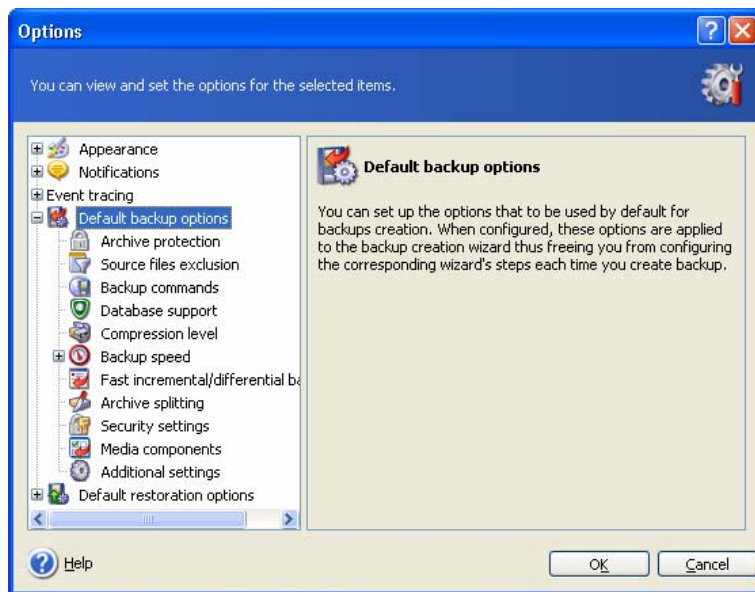 Options
You can view and set the options for the selected items.
Appearance
Notifications
Event tracing
Default backup options
Archive protection
Source files exclusion
Backup commands
Database support
Compression level
Backup speed
Fast incremental/differential ba
Archive splitting
Security settings
Media components
Additional settings
Default restoration options
Default backup options
You can set up the options that to be used by default for
backups creation. When configured, these options are applied
to the backup creation wizard thus freeing you from configuring
the corresponding wizard's steps each time you create backup.
Help
OK
Cancel